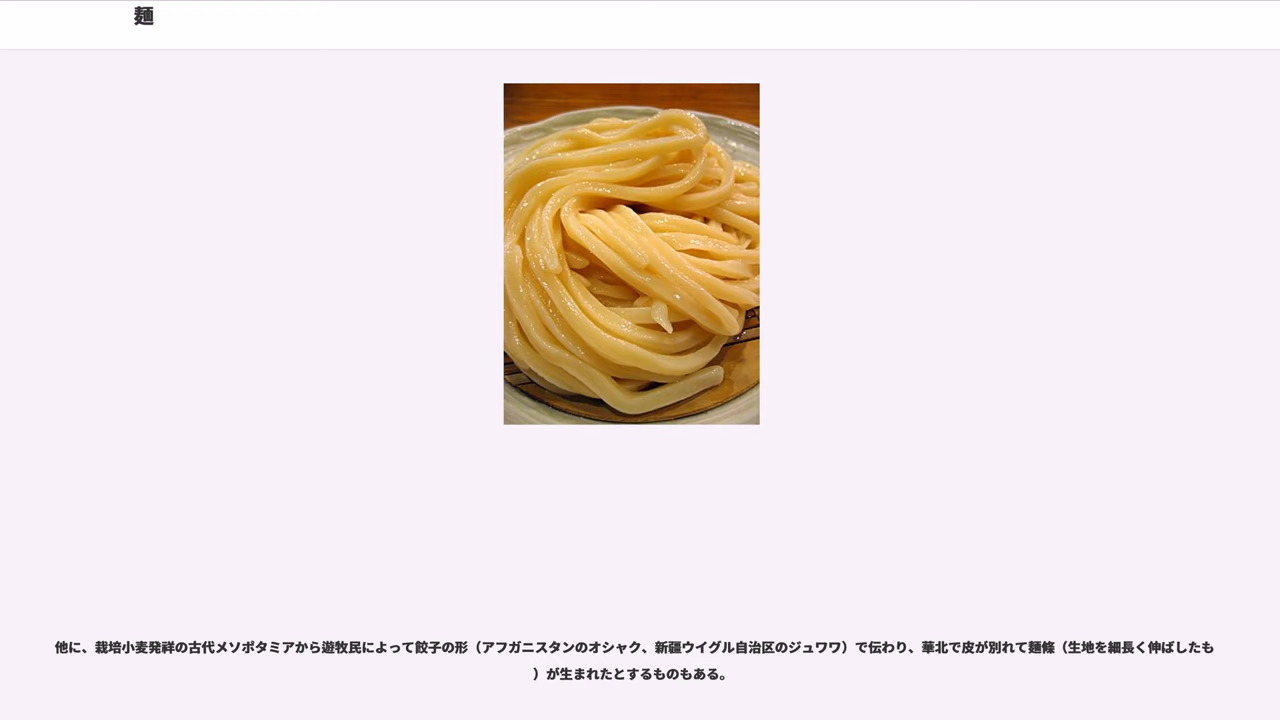 麺
他に、栽培小麦発祥の古代メソポタミアから遊牧民によって餃子の形（アフガニスタンのオシャク、新疆ウイグル自治区のジュワワ）で伝わり、華北で皮が別れて麺條（生地を細長く伸ばしたも
）が生まれたとするものもある。